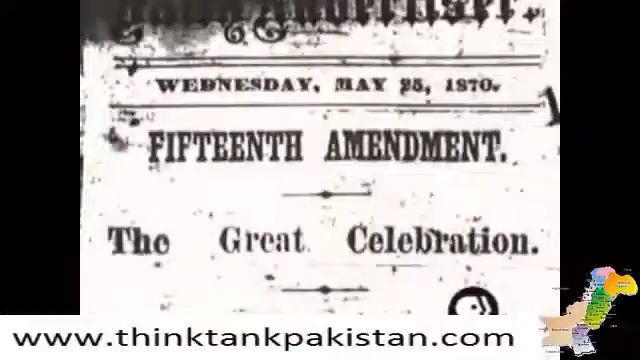 WEDNESDAY, MAY 25, 1870.
FIFTEENTH AMENDMENT.
The Great Celebration.
www.thinktankpakistan.com